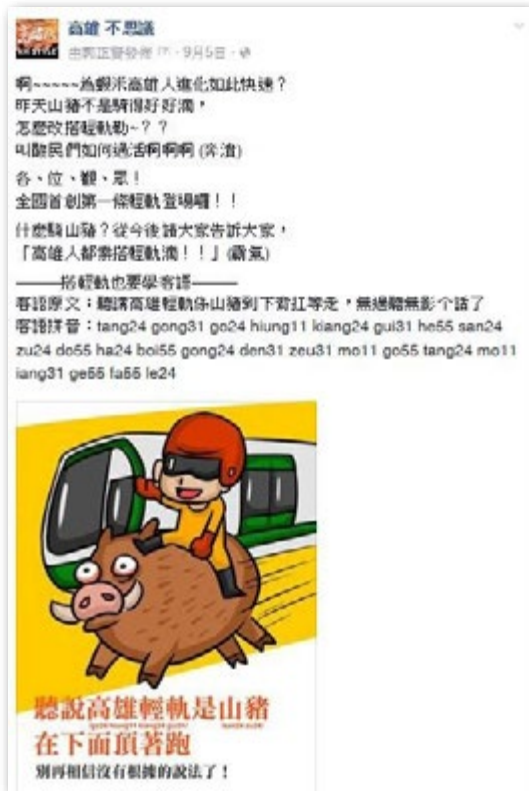 高雄 不思議
9月5日
啊~~~~~為蝦米高雄人進化如此快速?
昨天山豬不是騎得好好滴,
怎麼改搭輕軌勒~??
叫酸民們如何過活啊啊啊
各、位、觀、眾!
全國首創第一條輕軌登場囉!!
什麼騎山豬?從今後請大家告訴大家,
「高雄人都嘛搭輕軌滴!!」(霸氣)
———搭輕軌也要學客語———
客語原文:聽講高雄輕軌係山豬到下背扛等走,無過聽無影个話了
客語拼音:tang24 gong31 go24 hiung11 kiang24 gui31 he55 san24
zu24 do55 ha24 boi55 gong24 den31 zeu31 mo11 go55 tang24 mo11
iang31 ge55 fa55 le24
聽說高雄輕軌是山豬
在下面頂著跑
別再相信沒有根據的說法了!